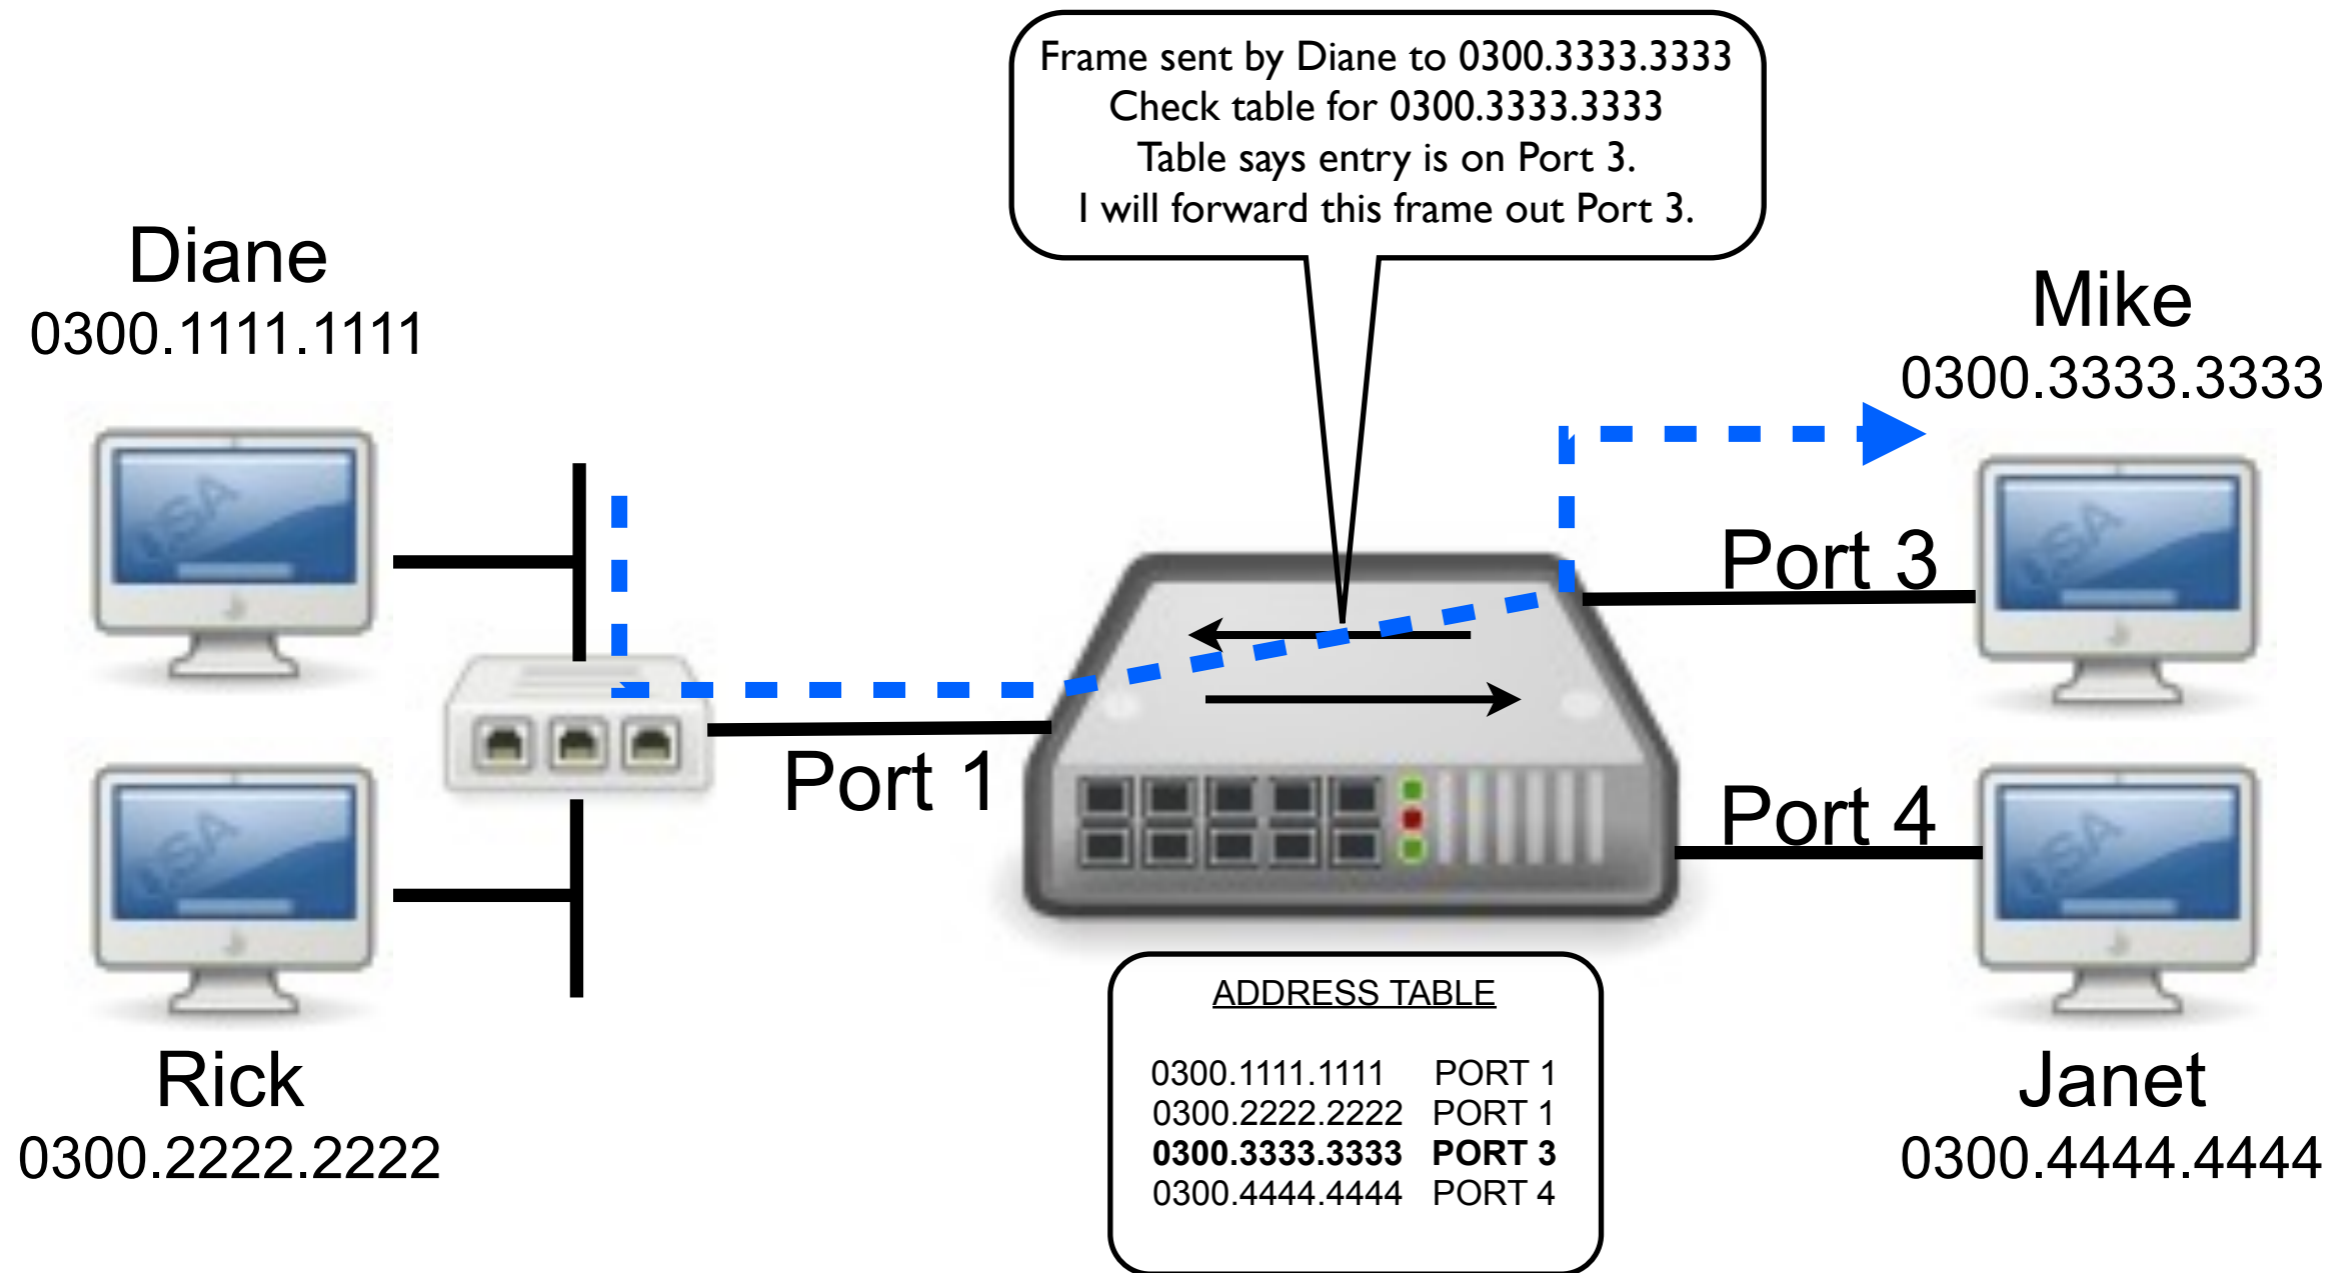 Frame sent by Diane to 0300.3333.3333
Check table for 0300.3333.3333
Table says entry is on Port 3.
I will forward this frame out Port 3.
Diane
0300.1111.1111
Mike
0300.3333.3333
Port 3
Port 1
Port 4
Rick
0300.2222.2222
Janet
0300.4444.4444
ADDRESS TABLE
0300.1111.1111 PORT 1
0300.2222.2222 PORT 1
0300.3333.3333 PORT 3
0300.4444.4444 PORT 4